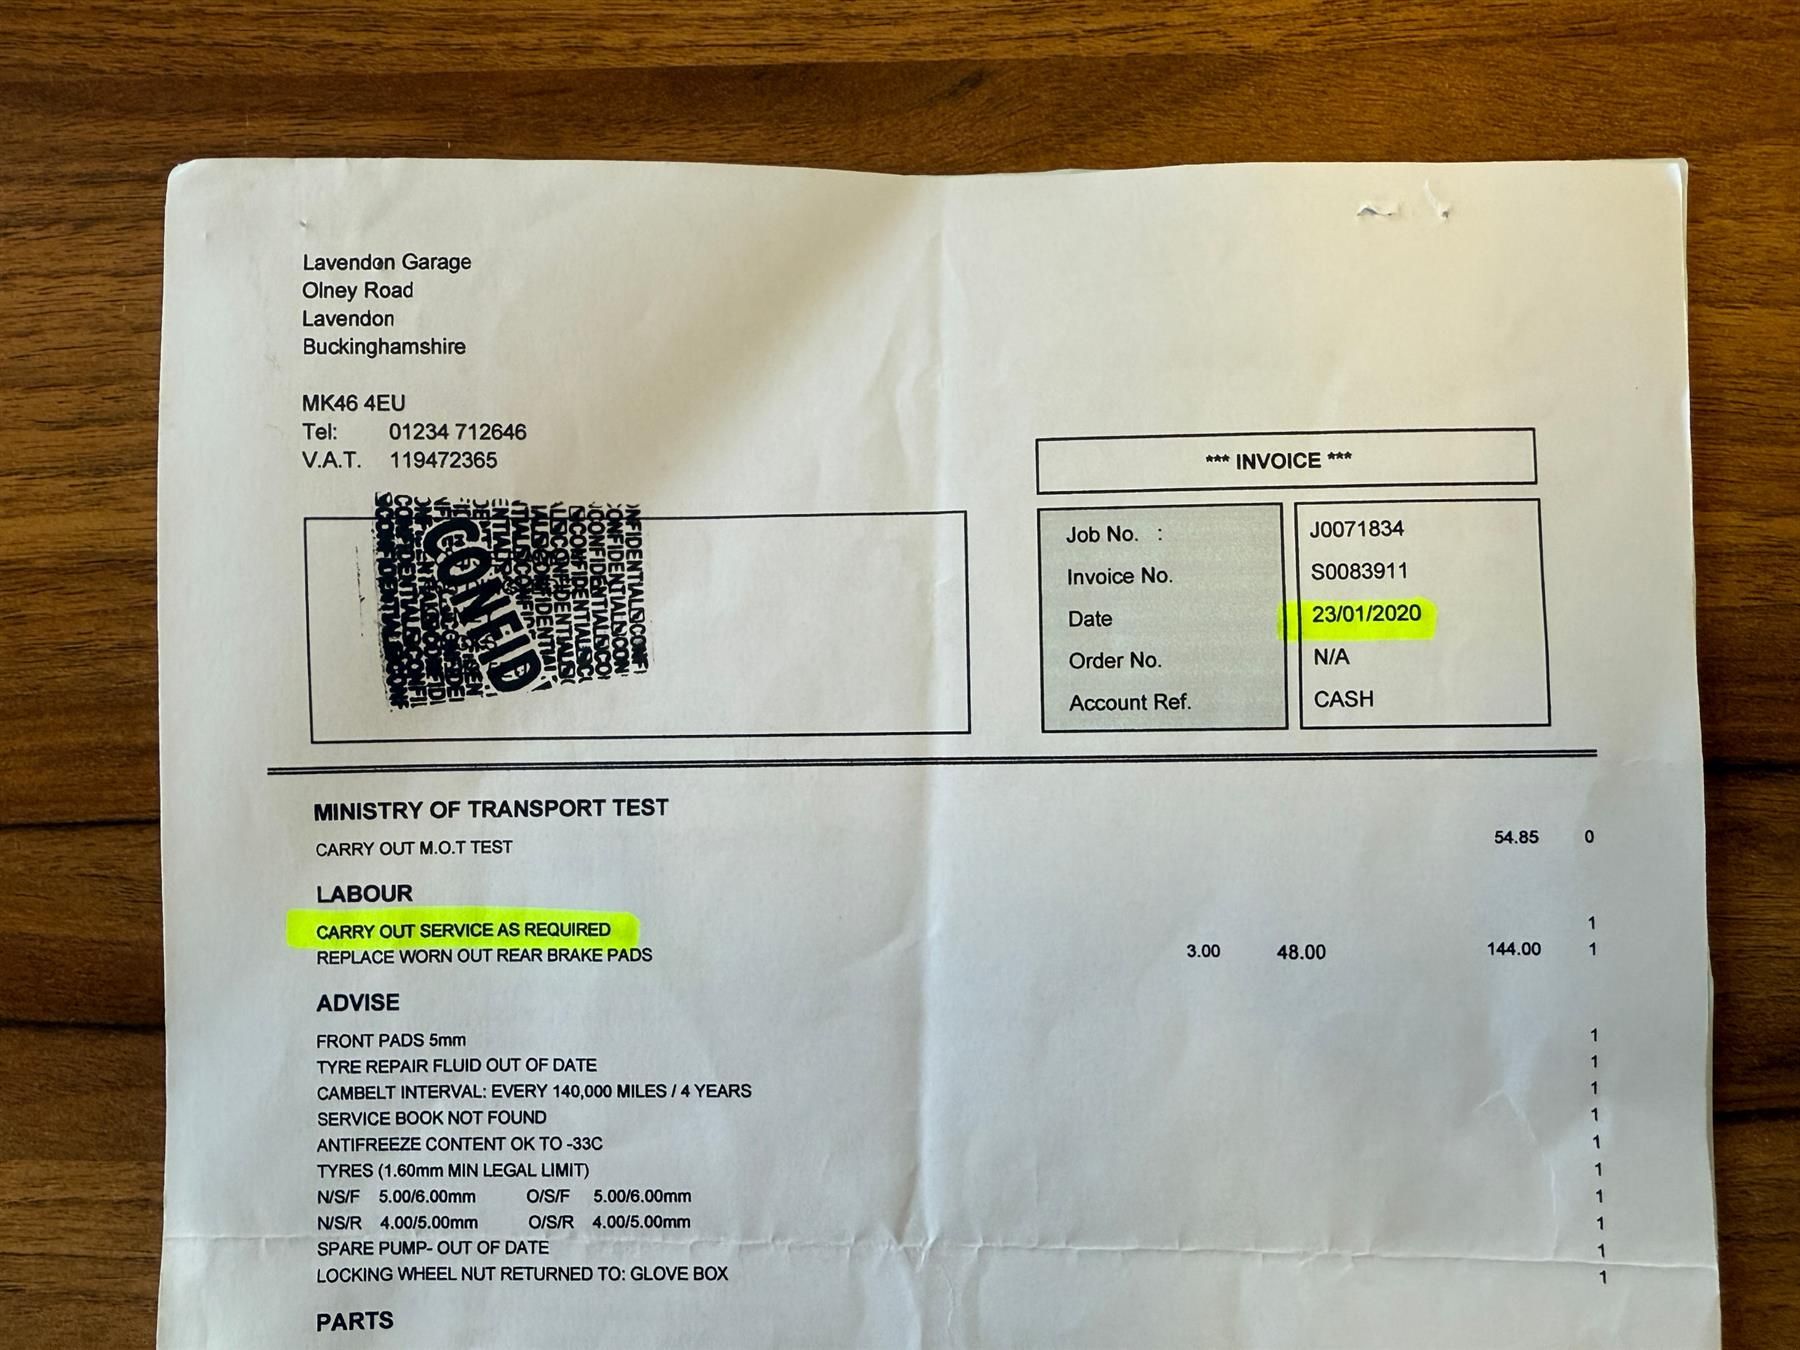 Lavendon Garage
Olney Road
Lavendon
Buckinghamshire
MK46 4EU
Tel: 01234 712646
V.A.T. 119472365
*** INVOICE ***
CONFID
Job No. : J0071834
Invoice No. S0083911
Date 23/01/2020
Order No. N/A
Account Ref. CASH
MINISTRY OF TRANSPORT TEST
CARRY OUT M.O.T TEST 54.85 0
LABOUR
CARRY OUT SERVICE AS REQUIRED 1
REPLACE WORN OUT REAR BRAKE PADS 3.00 48.00 144.00 1
ADVISE
FRONT PADS 5mm 1
TYRE REPAIR FLUID OUT OF DATE 1
CAMBELT INTERVAL: EVERY 140,000 MILES / 4 YEARS 1
SERVICE BOOK NOT FOUND 1
ANTIFREEZE CONTENT OK TO -33C 1
TYRES (1.60mm MIN LEGAL LIMIT) 1
N/S/F 5.00/6.00mm O/S/F 5.00/6.00mm 1
N/S/R 4.00/5.00mm O/S/R 4.00/5.00mm 1
SPARE PUMP- OUT OF DATE 1
LOCKING WHEEL NUT RETURNED TO: GLOVE BOX 1
PARTS